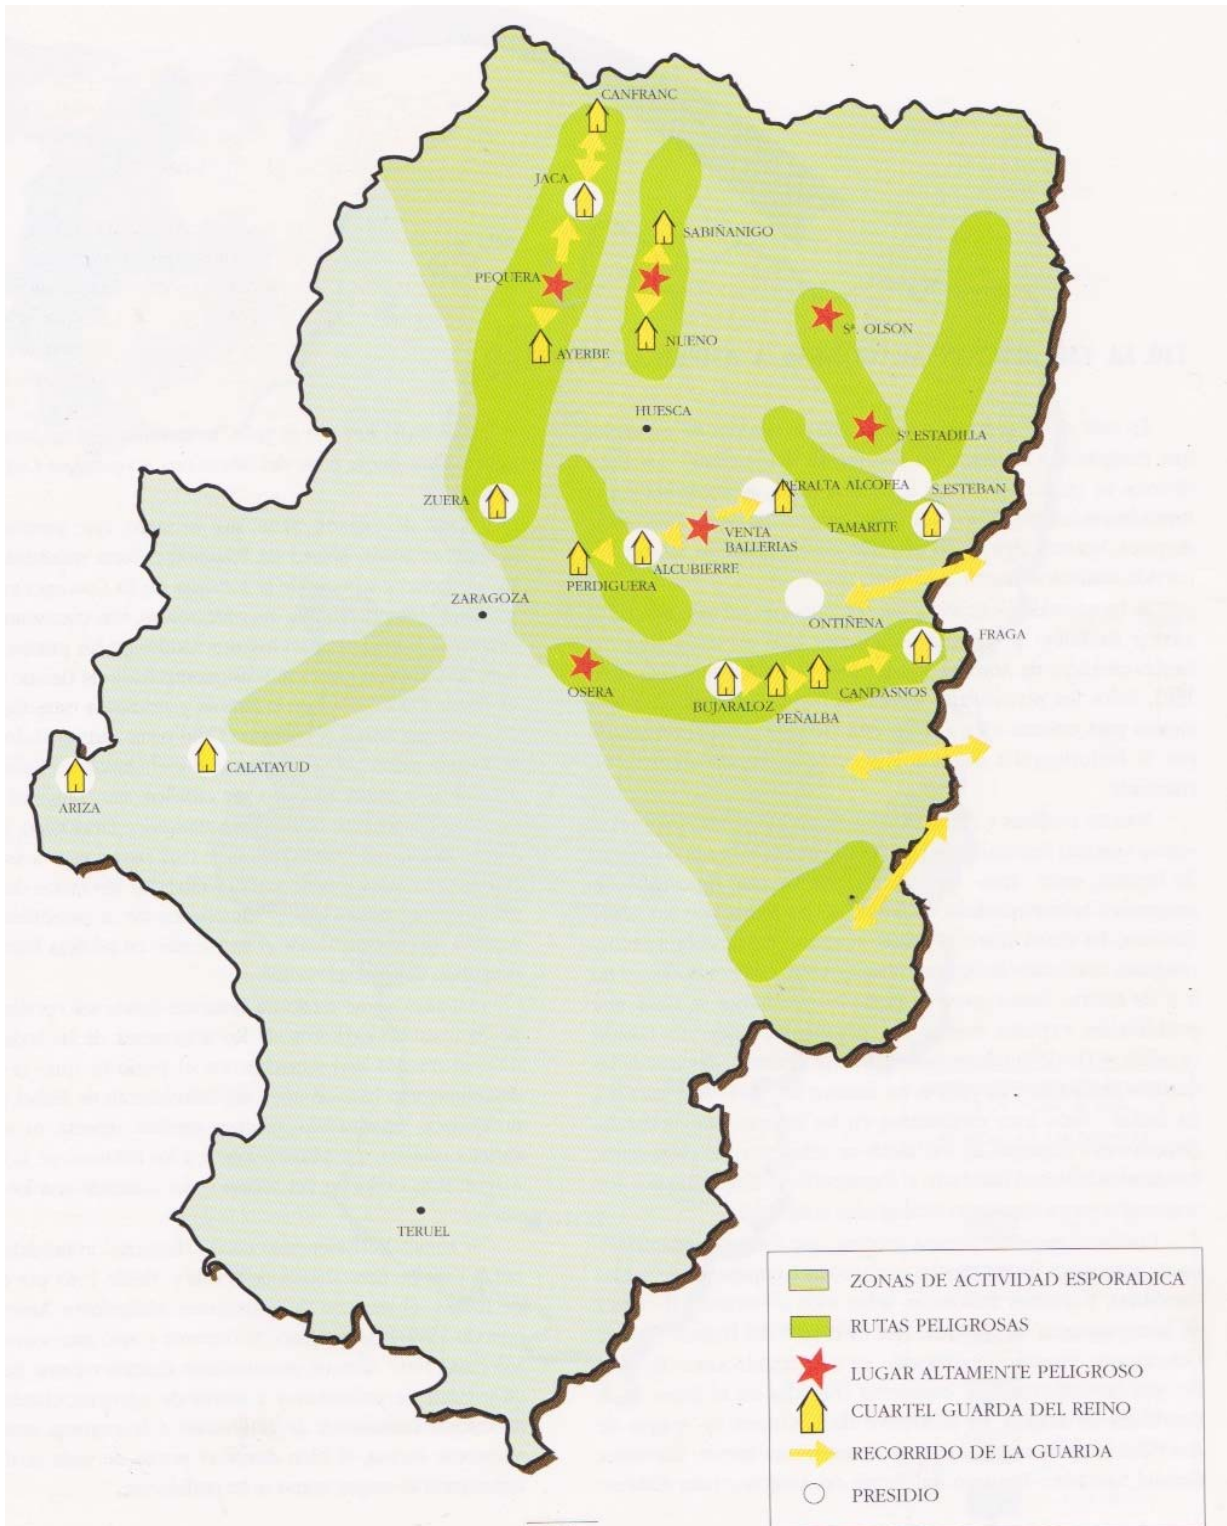 CANFRANC
JACA
SABIÑANIGO
PEQUERA
Sª. OLSON
NUENO
AYERBE
HUESCA
Sª.ESTADILLA
PERALTA ALCOFEA
S.ESTEBAN
ZUERA
TAMARITE
VENTA
BALLERIAS
ALCUBIERRE
PERDIGUERA
ZARAGOZA
ONTIÑENA
FRAGA
OSERA
CANDASNOS
BUJARALOZ
PEÑALBA
CALATAYUD
ARIZA
TERUEL
ZONAS DE ACTIVIDAD ESPORADICA
RUTAS PELIGROSAS
LUGAR ALTAMENTE PELIGROSO
CUARTEL GUARDA DEL REINO
RECORRIDO DE LA GUARDA
PRESIDIO